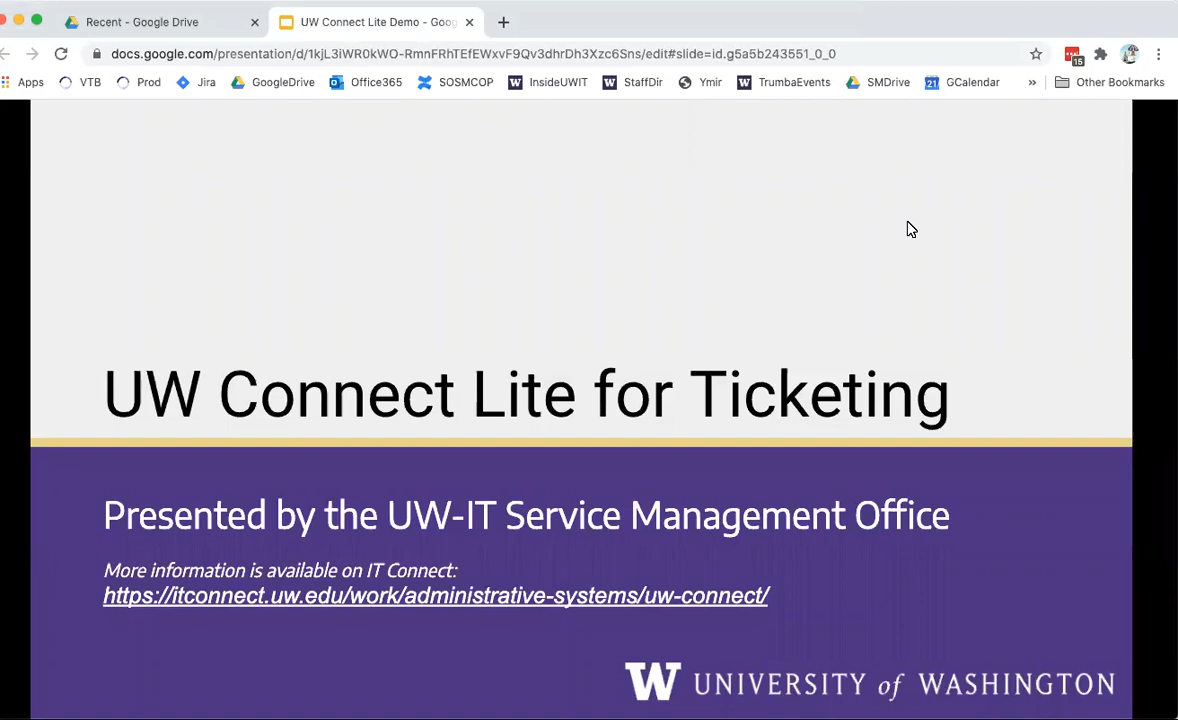 Recent - Google Drive
UW Connect Lite Demo - Goog
docs.google.com/presentation/d/1kjL3iWR0kWO-RmnFRhTEfEWxvF9Qv3dhrDh3Xzc6Sns/edit#slide=id.g5a5b243551_0_0
15
Apps VTB Prod Jira GoogleDrive Office365 SOSMCOP W InsideUWIT W StaffDir Ymir W TrumbaEvents SMDrive 21 GCalendar » Other Bookmarks
UW Connect Lite for Ticketing
Presented by the UW-IT Service Management Office
More information is available on IT Connect:
https://itconnect.uw.edu/work/administrative-systems/uw-connect/
W UNIVERSITY of WASHINGTON